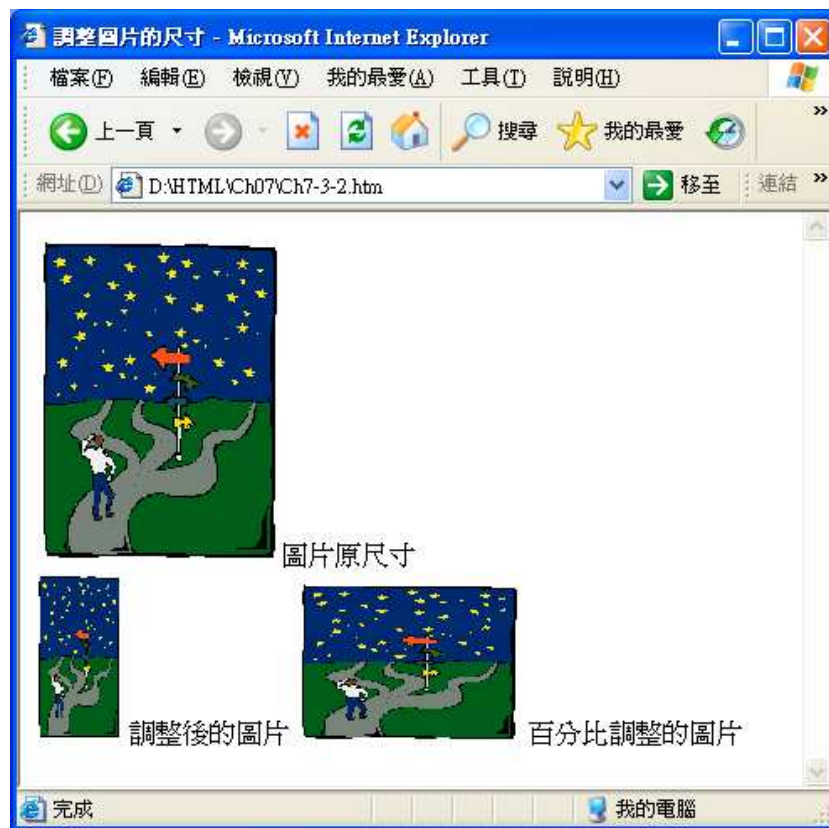 調整圖片的尺寸 - Microsoft Internet Explorer
檔案(F) 編輯(E) 檢視(V) 我的最愛(A) 工具(T) 說明(H)
上一頁 搜尋 我的最愛 »
網址(D) D:\HTML\Ch07\Ch7-3-2.htm 移至 連結 »
圖片原尺寸
調整後的圖片 百分比調整的圖片
完成 我的電腦